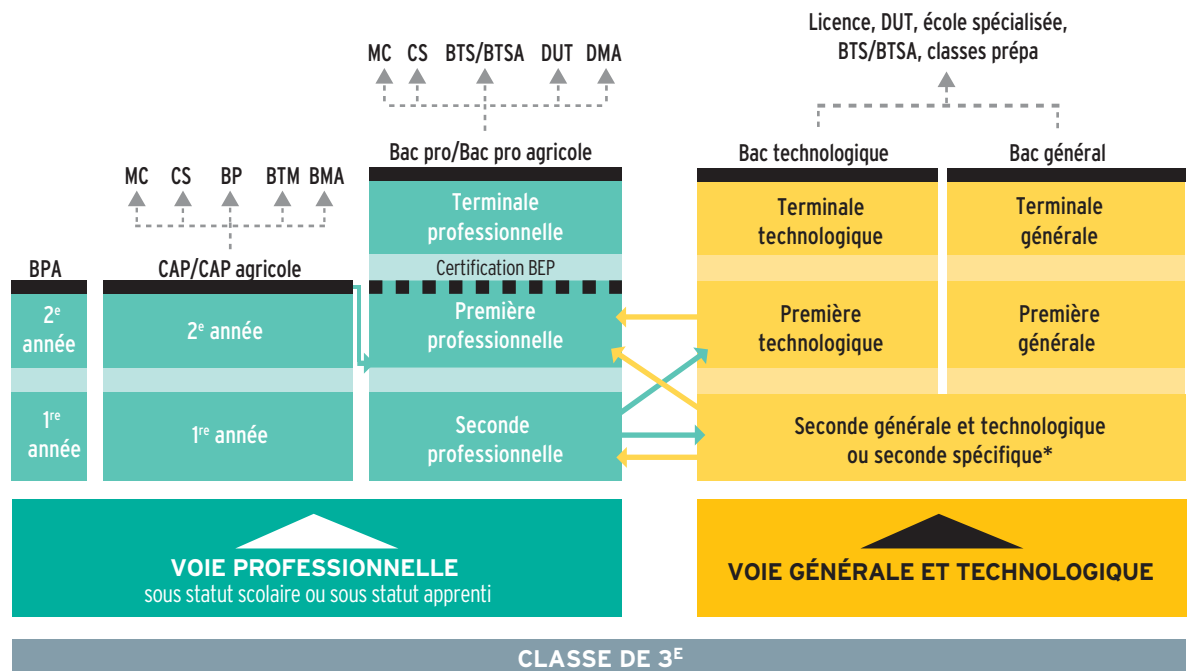 Licence, DUT, école spécialisée,
BTS/BTSA, classes prépa
MC CS BTS/BTSA DUT DMA
Bac pro/Bac pro agricole
Bac technologique
Bac général
MC CS BP BTM BMA
Terminale
professionnelle
Terminale
technologique
Terminale
générale
BPA
CAP/CAP agricole
Certification BEP
2e
année
2e année
Première
professionnelle
Première
technologique
Première
générale
1re
année
1re année
Seconde
professionnelle
Seconde générale et technologique
ou seconde spécifique*
VOIE PROFESSIONNELLE
sous statut scolaire ou sous statut apprenti
VOIE GÉNÉRALE ET TECHNOLOGIQUE
CLASSE DE 3E